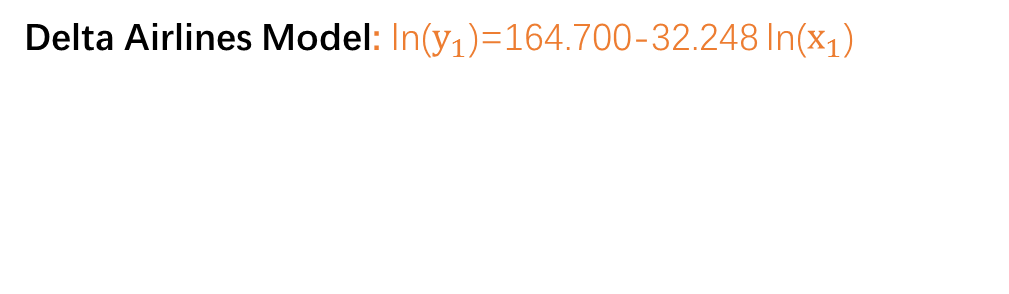 Delta Airlines Model: ln(y₁)=164.700-32.248 ln(x₁)